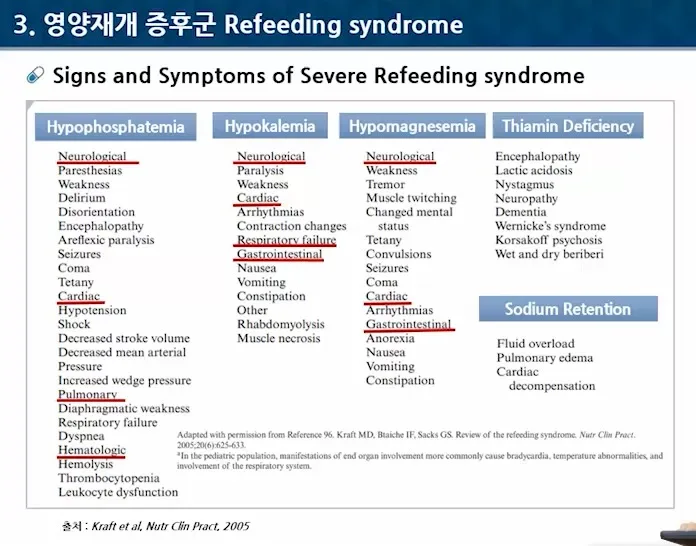 3. 영양재개 증후군 Refeeding syndrome
Signs and Symptoms of Severe Refeeding syndrome
Hypophosphatemia
Neurological
Paresthesias
Weakness
Delirium
Disorientation
Encephalopathy
Areflexic paralysis
Seizures
Coma
Tetany
Cardiac
Hypotension
Shock
Decreased stroke volume
Decreased mean arterial
Pressure
Increased wedge pressure
Pulmonary
Diaphragmatic weakness
Respiratory failure
Dyspnea
Hematologic
Hemolysis
Thrombocytopenia
Leukocyte dysfunction
Hypokalemia
Neurological
Paralysis
Weakness
Cardiac
Arrhythmias
Contraction changes
Respiratory failure
Gastrointestinal
Nausea
Vomiting
Constipation
Other
Rhabdomyolysis
Muscle necrosis
Hypomagnesemia
Neurological
Weakness
Tremor
Muscle twitching
Changed mental
status
Tetany
Convulsions
Seizures
Coma
Cardiac
Arrhythmias
Gastrointestinal
Anorexia
Nausea
Vomiting
Constipation
Thiamin Deficiency
Encephalopathy
Lactic acidosis
Nystagmus
Neuropathy
Dementia
Wernicke's syndrome
Korsakoff psychosis
Wet and dry beriberi
Sodium Retention
Fluid overload
Pulmonary edema
Cardiac
decompensation
Adapted with permission from Reference 96. Kraft MD, Btaiche IF, Sacks GS. Review of the refeeding syndrome. Nutr Clin Pract.
2005;20(6):625-633.
aIn the pediatric population, manifestations of end organ involvement more commonly cause bradycardia, temperature abnormalities, and
involvement of the respiratory system.
출처 : Kraft et al, Nutr Clin Pract, 2005